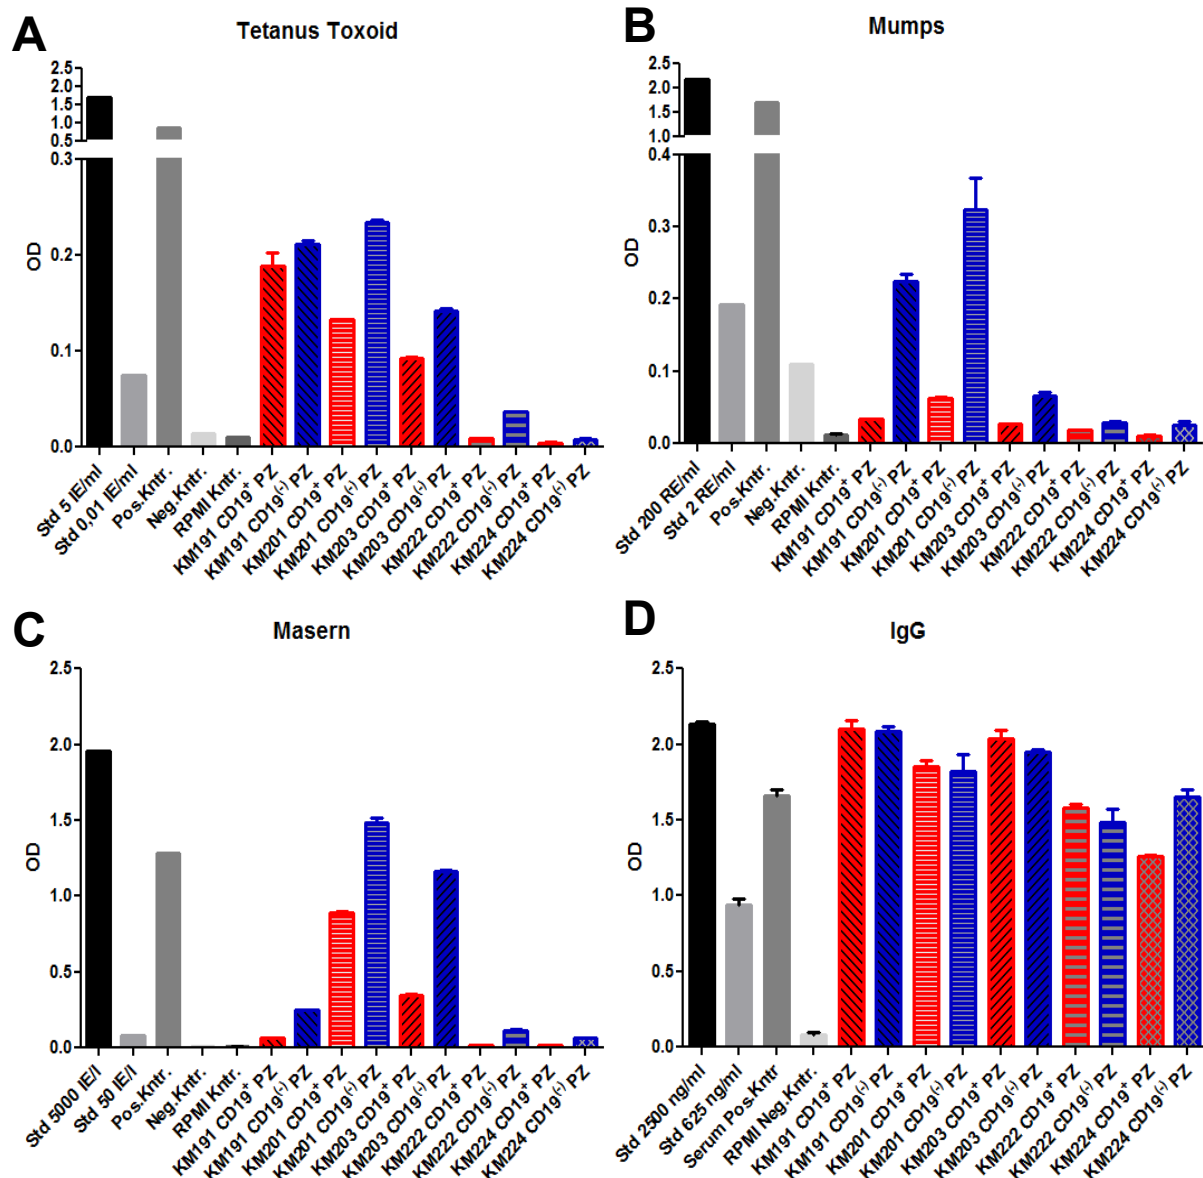 A
Tetanus Toxoid
2.5
2.0
1.5
1.0
0.5
0.3
0.2
0.1
0.0
OD
Std 5 IE/ml
Std 0,01 IE/ml
Pos.Kntr.
Neg.Kntr.
RPMI Kntr.
KM191 CD19⁺ PZ
KM191 CD19⁽⁻⁾ PZ
KM201 CD19⁺ PZ
KM201 CD19⁽⁻⁾ PZ
KM203 CD19⁺ PZ
KM203 CD19⁽⁻⁾ PZ
KM222 CD19⁺ PZ
KM222 CD19⁽⁻⁾ PZ
KM224 CD19⁺ PZ
KM224 CD19⁽⁻⁾ PZ
B
Mumps
2.5
2.0
1.5
1.0
0.4
0.3
0.2
0.1
0.0
OD
Std 200 RE/ml
Std 2 RE/ml
Pos.Kntr.
Neg.Kntr.
RPMI Kntr.
KM191 CD19⁺ PZ
KM191 CD19⁽⁻⁾ PZ
KM201 CD19⁺ PZ
KM201 CD19⁽⁻⁾ PZ
KM203 CD19⁺ PZ
KM203 CD19⁽⁻⁾ PZ
KM222 CD19⁺ PZ
KM222 CD19⁽⁻⁾ PZ
KM224 CD19⁺ PZ
KM224 CD19⁽⁻⁾ PZ
C
Masern
2.5
2.0
1.5
1.0
0.5
0.0
OD
Std 5000 IE/l
Std 50 IE/l
Pos.Kntr.
Neg.Kntr.
RPMI Kntr.
KM191 CD19⁺ PZ
KM191 CD19⁽⁻⁾ PZ
KM201 CD19⁺ PZ
KM201 CD19⁽⁻⁾ PZ
KM203 CD19⁺ PZ
KM203 CD19⁽⁻⁾ PZ
KM222 CD19⁺ PZ
KM222 CD19⁽⁻⁾ PZ
KM224 CD19⁺ PZ
KM224 CD19⁽⁻⁾ PZ
D
IgG
2.5
2.0
1.5
1.0
0.5
0.0
OD
Std 2500 ng/ml
Std 625 ng/ml
Serum Pos.Kntr
RPMI Neg.Kntr.
KM191 CD19⁺ PZ
KM191 CD19⁽⁻⁾ PZ
KM201 CD19⁺ PZ
KM201 CD19⁽⁻⁾ PZ
KM203 CD19⁺ PZ
KM203 CD19⁽⁻⁾ PZ
KM222 CD19⁺ PZ
KM222 CD19⁽⁻⁾ PZ
KM224 CD19⁺ PZ
KM224 CD19⁽⁻⁾ PZ